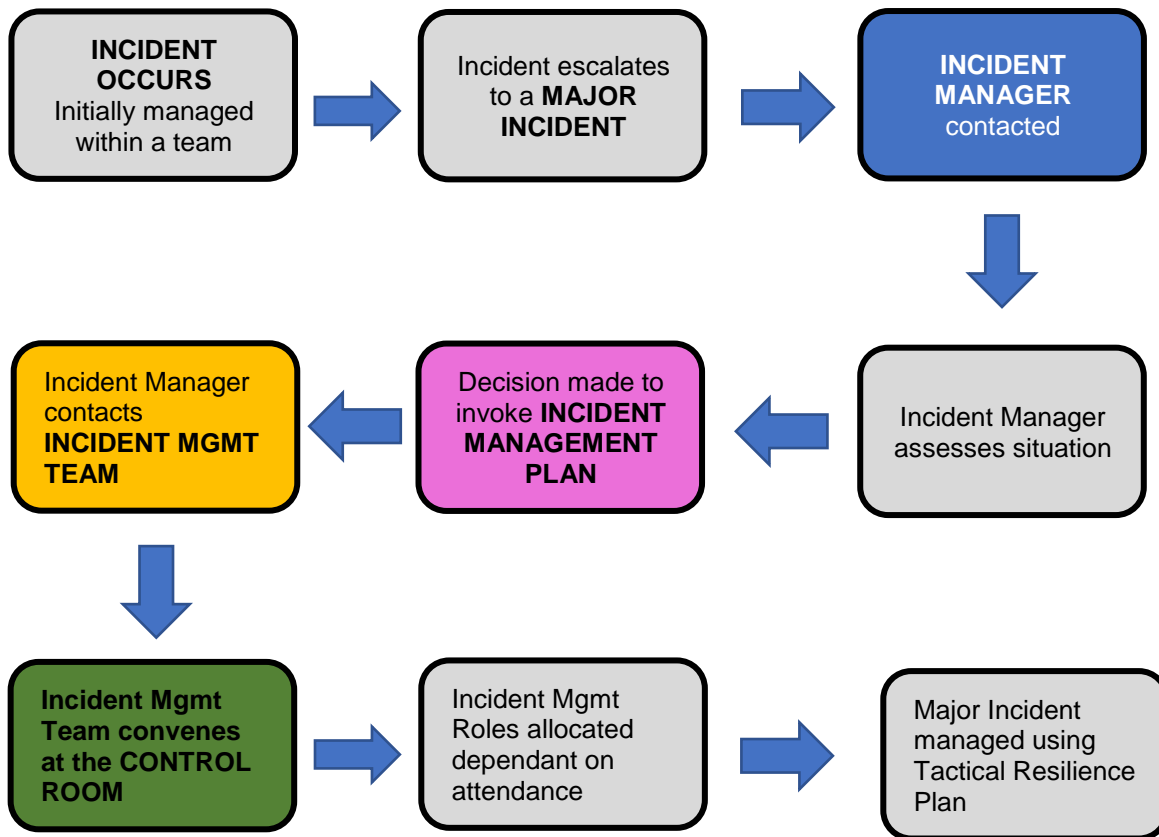 INCIDENT
OCCURS
Initially managed
within a team
Incident escalates
to a MAJOR
INCIDENT
INCIDENT
MANAGER
contacted
Incident Manager
contacts
INCIDENT MGMT
TEAM
Decision made to
invoke INCIDENT
MANAGEMENT
PLAN
Incident Manager
assesses situation
Incident Mgmt
Team convenes
at the CONTROL
ROOM
Incident Mgmt
Roles allocated
dependant on
attendance
Major Incident
managed using
Tactical Resilience
Plan